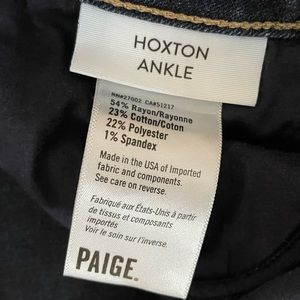 HOXTON
ANKLE
RN#27002 CA#51217
54% Rayon/Rayonne
23% Cotton/Coton
22% Polyester
1% Spandex
Made in the USA of Imported
fabric and components.
See care on reverse.
Fabriqué aux États-Unis à partir
de tissus et composants
importés
Voir le soin sur l'inverse.
PAIGE